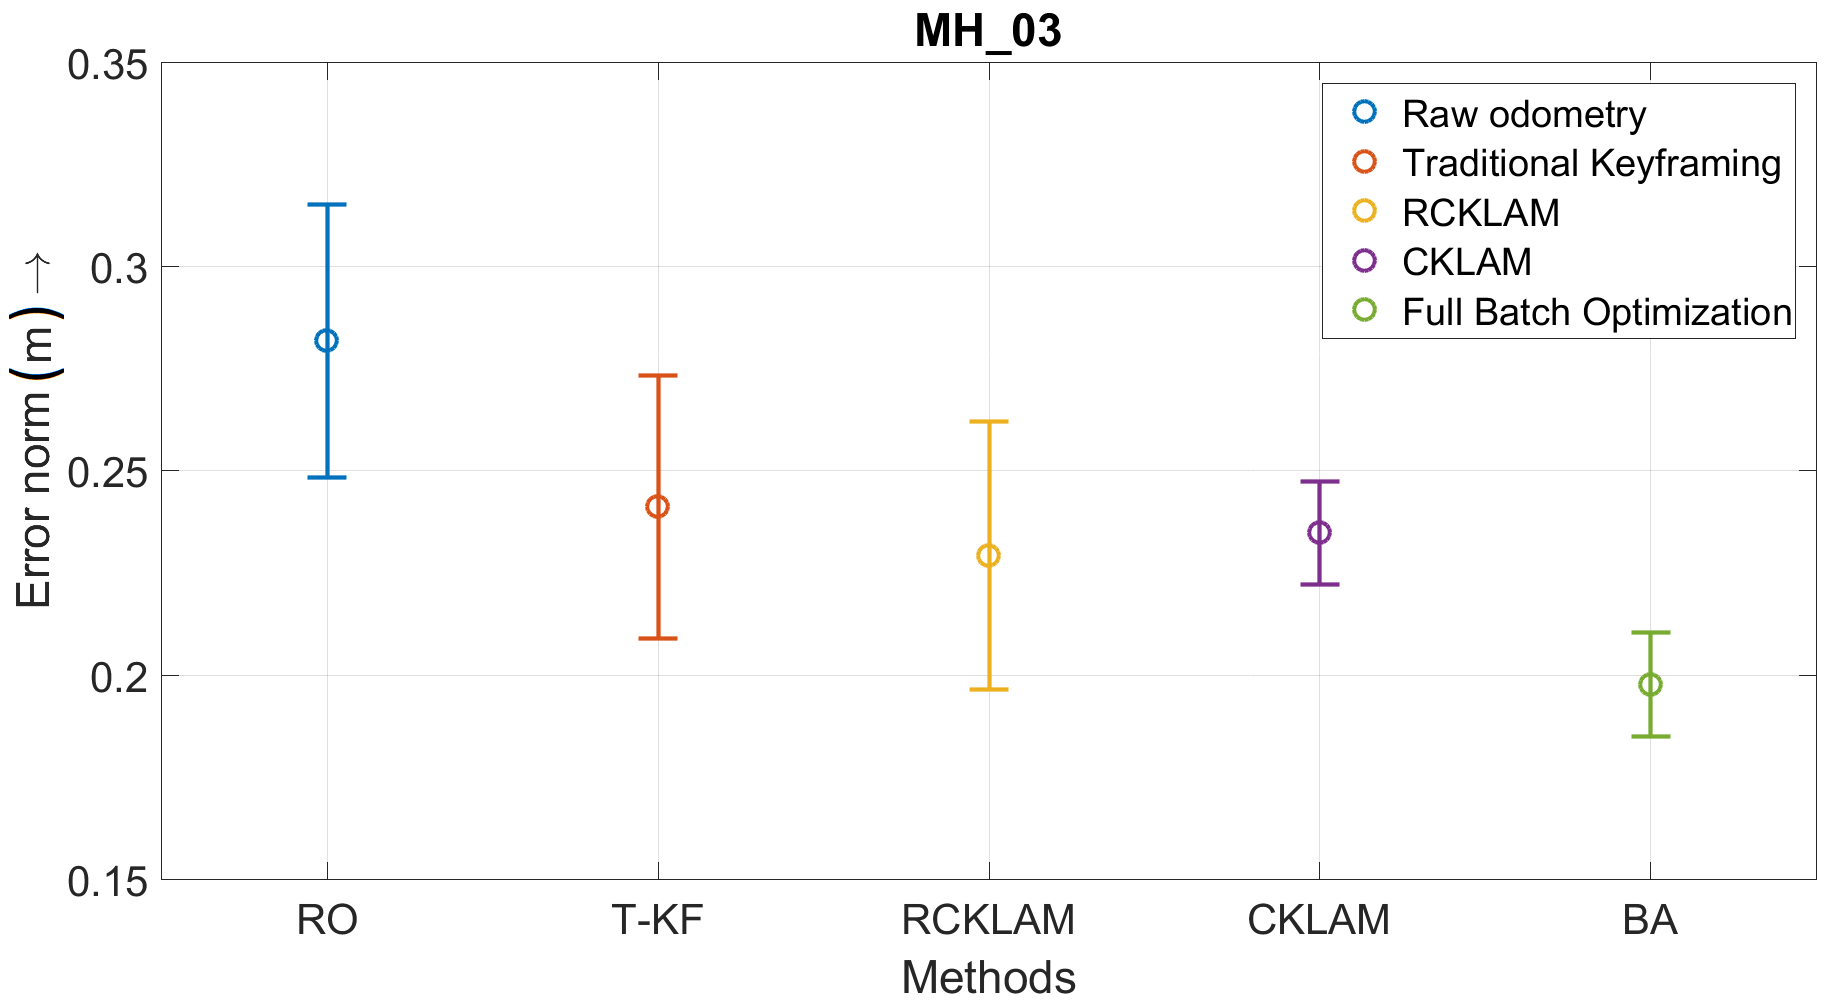 MH_03
0.35
0.3
0.25
0.2
0.15
Error norm (m) →
Raw odometry
Traditional Keyframing
RCKLAM
CKLAM
Full Batch Optimization
RO T-KF RCKLAM CKLAM BA
Methods